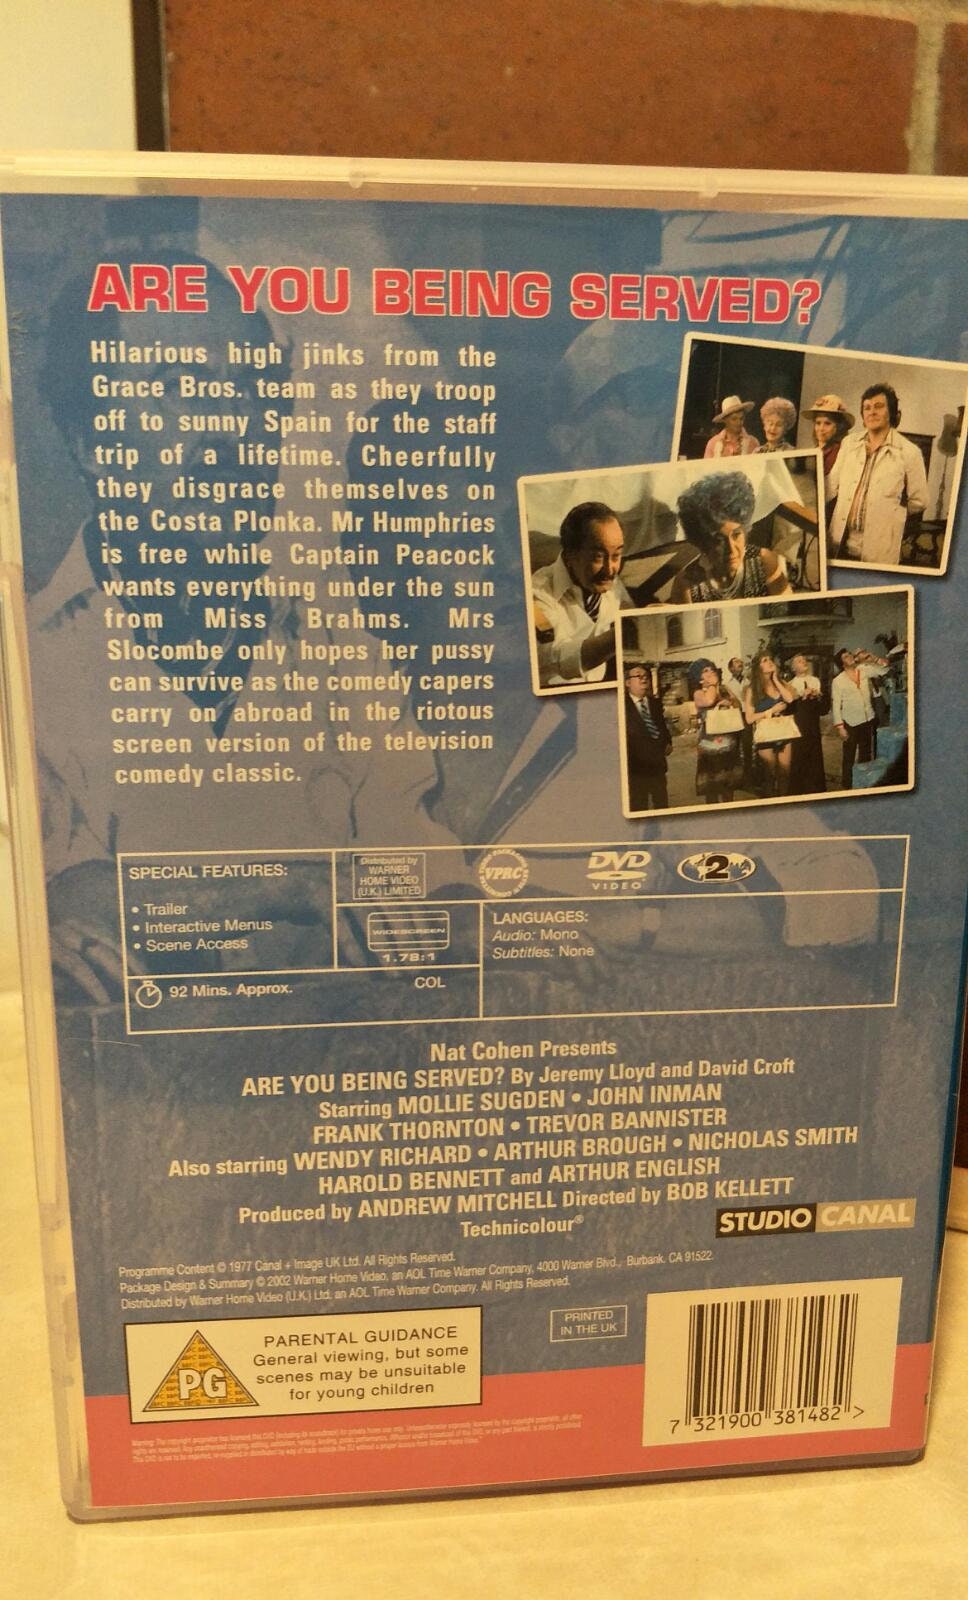 ARE YOU BEING SERVED?
Hilarious high jinks from the
Grace Bros. team as they troop
off to sunny Spain for the staff
trip of a lifetime. Cheerfully
they disgrace themselves on
the Costa Plonka. Mr Humphries
is free while Captain Peacock
wants everything under the sun
from Miss Brahms. Mrs
Slocombe only hopes her pussy
can survive as the comedy capers
carry on abroad in the riotous
screen version of the television
comedy classic.
SPECIAL FEATURES:
• Trailer
• Interactive Menus
• Scene Access
92 Mins. Approx.
Distributed by
WARNER
HOME VIDEO
(U.K.) LIMITED
WIDESCREEN
1.78:1
COL
VPRC
DVD
VIDEO
2
LANGUAGES:
Audio: Mono
Subtitles: None
Nat Cohen Presents
ARE YOU BEING SERVED? By Jeremy Lloyd and David Croft
Starring MOLLIE SUGDEN • JOHN INMAN
FRANK THORNTON • TREVOR BANNISTER
Also starring WENDY RICHARD • ARTHUR BROUGH • NICHOLAS SMITH
HAROLD BENNETT and ARTHUR ENGLISH
Produced by ANDREW MITCHELL Directed by BOB KELLETT
Technicolour®
STUDIO CANAL
Programme Content © 1977 Canal + Image UK Ltd. All Rights Reserved.
Package Design & Summary © 2002 Warner Home Video, an AOL Time Warner Company, 4000 Warner Blvd., Burbank, CA 91522.
Distributed by Warner Home Video (U.K.) Ltd, an AOL Time Warner Company. All Rights Reserved.
PG
PARENTAL GUIDANCE
General viewing, but some
scenes may be unsuitable
for young children
PRINTED
IN THE UK
7 321900 381482 >